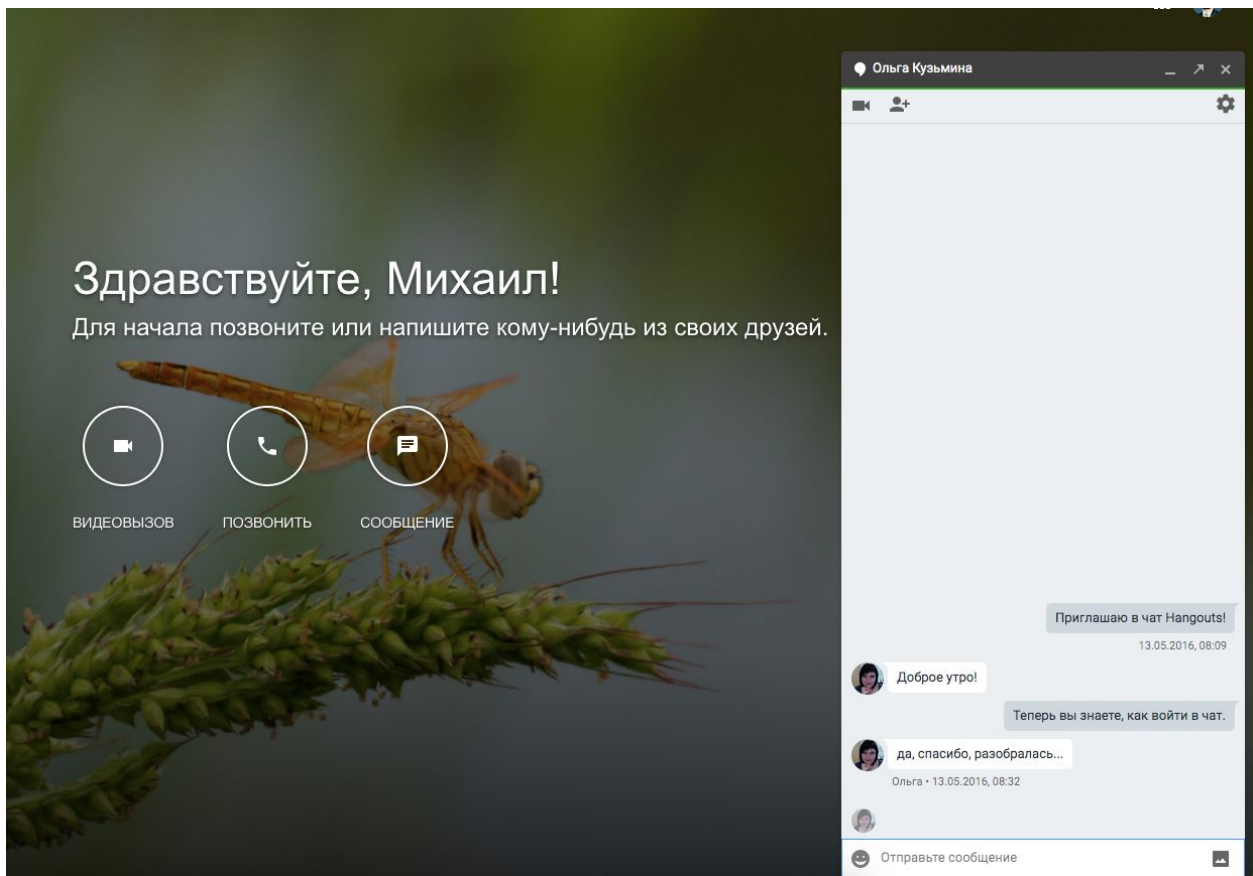 Здравствуйте, Михаил!
Для начала позвоните или напишите кому-нибудь из своих друзей.
ВИДЕОВЫЗОВ
ПОЗВОНИТЬ
СООБЩЕНИЕ
Ольга Кузьмина
Приглашаю в чат Hangouts!
13.05.2016, 08:09
Доброе утро!
Теперь вы знаете, как войти в чат.
да, спасибо, разобралась...
Ольга • 13.05.2016, 08:32
Отправьте сообщение